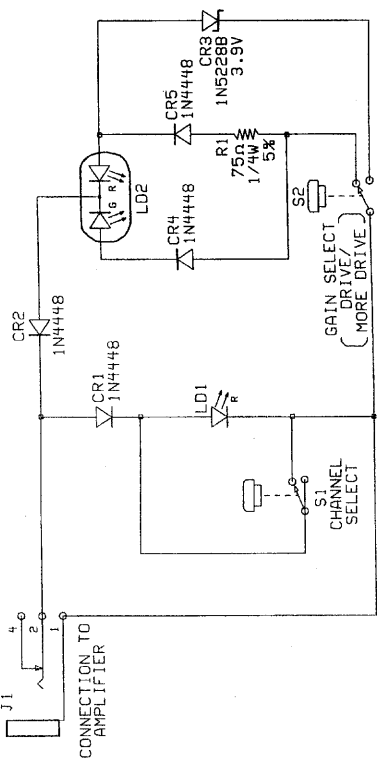 J1
4
2
1
CONNECTION TO
AMPLIFIER
CR2
1N4448
CR1
1N4448
LD1
R
S1
CHANNEL
SELECT
G
R
LD2
CR4
1N4448
CR5
1N4448
R1
75Ω
1/4W
5%
CR3
1N5228B
3.9V
S2
GAIN SELECT
DRIVE/
MORE DRIVE